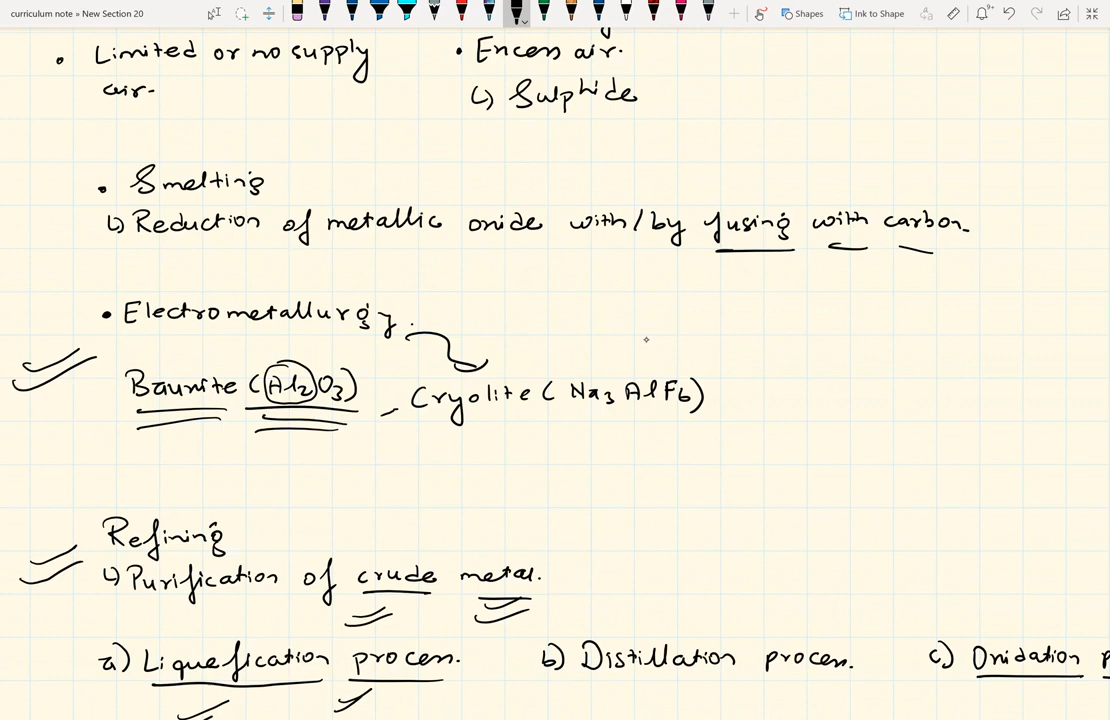 curriculum note » New Section 20
Shapes
Ink to Shape
9+
• Limited or no supply
air.
• Excess air.
↳ Sulphide
• Smelting
↳ Reduction of metallic oxide with/by fusing with carbon.
• Electrometallurgy.
Bauxite (Al2O3) - Cryolite (Na3AlF6)
Refining
↳ Purification of crude metal.
a) Liquefication process.
b) Distillation process.
c) Oxidation p